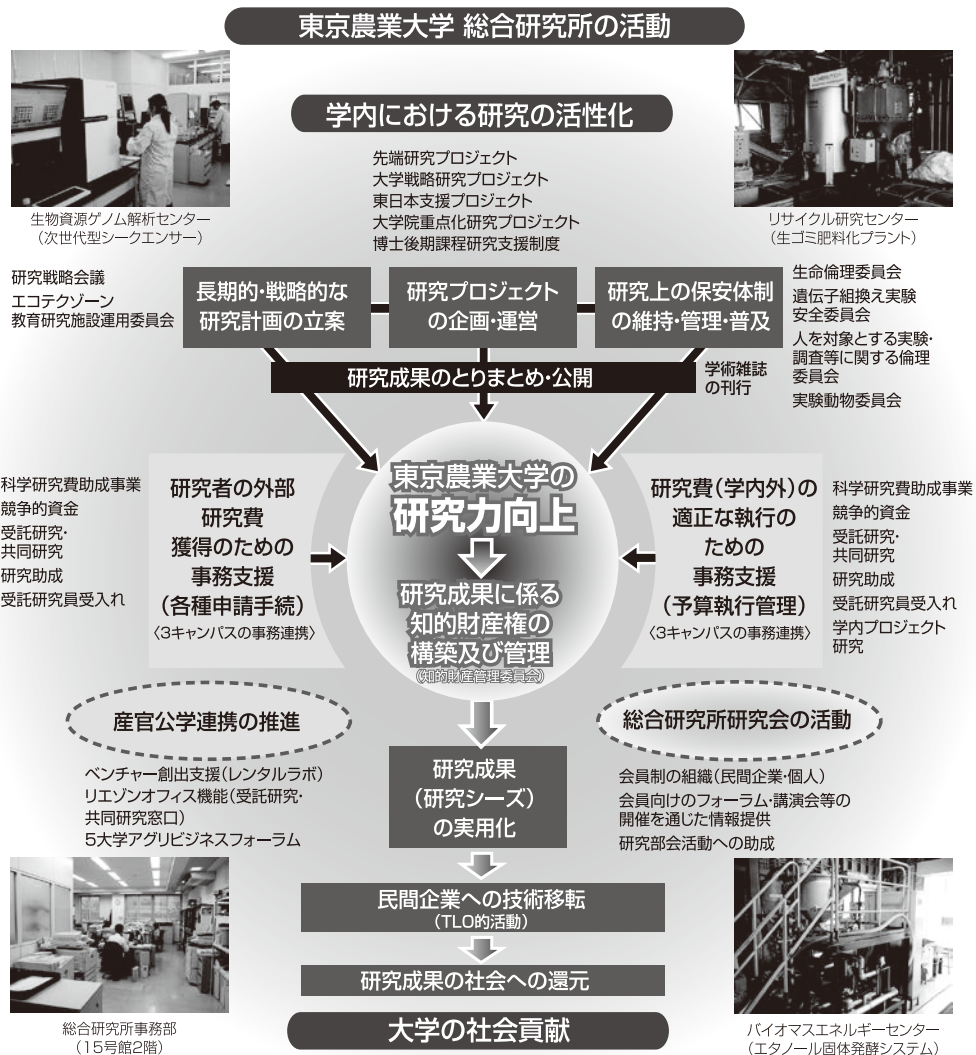 東京農業大学 総合研究所の活動
学内における研究の活性化
先端研究プロジェクト
大学戦略研究プロジェクト
東日本支援プロジェクト
大学院重点化研究プロジェクト
博士後期課程研究支援制度
生物資源ゲノム解析センター
（次世代型シークエンサー）
リサイクル研究センター
（生ゴミ肥料化プラント）
研究戦略会議
エコテクゾーン
教育研究施設運用委員会
長期的・戦略的な
研究計画の立案
研究プロジェクト
の企画・運営
研究上の保安体制
の維持・管理・普及
生命倫理委員会
遺伝子組換え実験
安全委員会
人を対象とする実験・
調査等に関する倫理
委員会
実験動物委員会
研究成果のとりまとめ・公開
学術雑誌
の刊行
科学研究費助成事業
競争的資金
受託研究・
共同研究
研究助成
受託研究員受入れ
研究者の外部
研究費
獲得のための
事務支援
（各種申請手続）
〈3キャンパスの事務連携〉
東京農業大学の
研究力向上
研究成果に係る
知的財産権の
構築及び管理
（知的財産管理委員会）
研究費（学内外）の
適正な執行の
ための
事務支援
（予算執行管理）
〈3キャンパスの事務連携〉
科学研究費助成事業
競争的資金
受託研究・
共同研究
研究助成
受託研究員受入れ
学内プロジェクト
研究
産官公学連携の推進
ベンチャー創出支援（レンタルラボ）
リエゾンオフィス機能（受託研究・
共同研究窓口）
5大学アグリビジネスフォーラム
総合研究所研究会の活動
会員制の組織（民間企業・個人）
会員向けのフォーラム・講演会等の
開催を通じた情報提供
研究部会活動への助成
研究成果
（研究シーズ）
の実用化
民間企業への技術移転
（TLO的活動）
研究成果の社会への還元
大学の社会貢献
総合研究所事務部
（15号館2階）
バイオマスエネルギーセンター
（エタノール固体発酵システム）